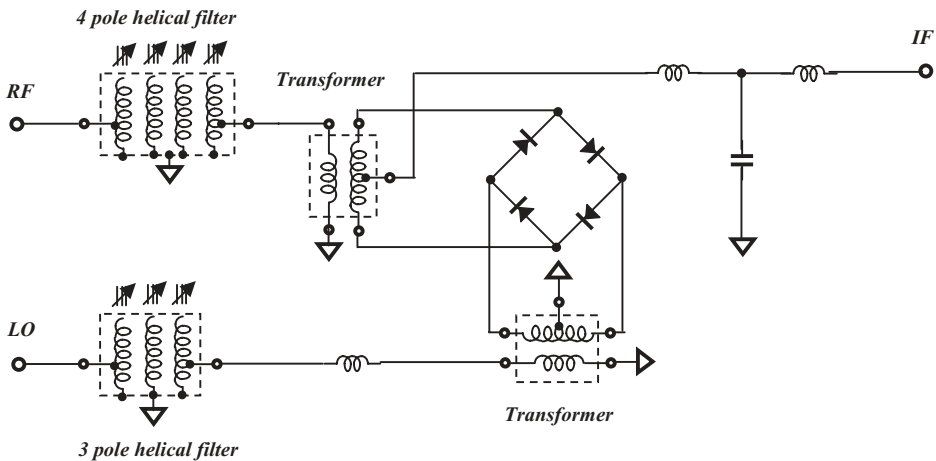 4 pole helical filter
IF
Transformer
RF
LO
Transformer
3 pole helical filter